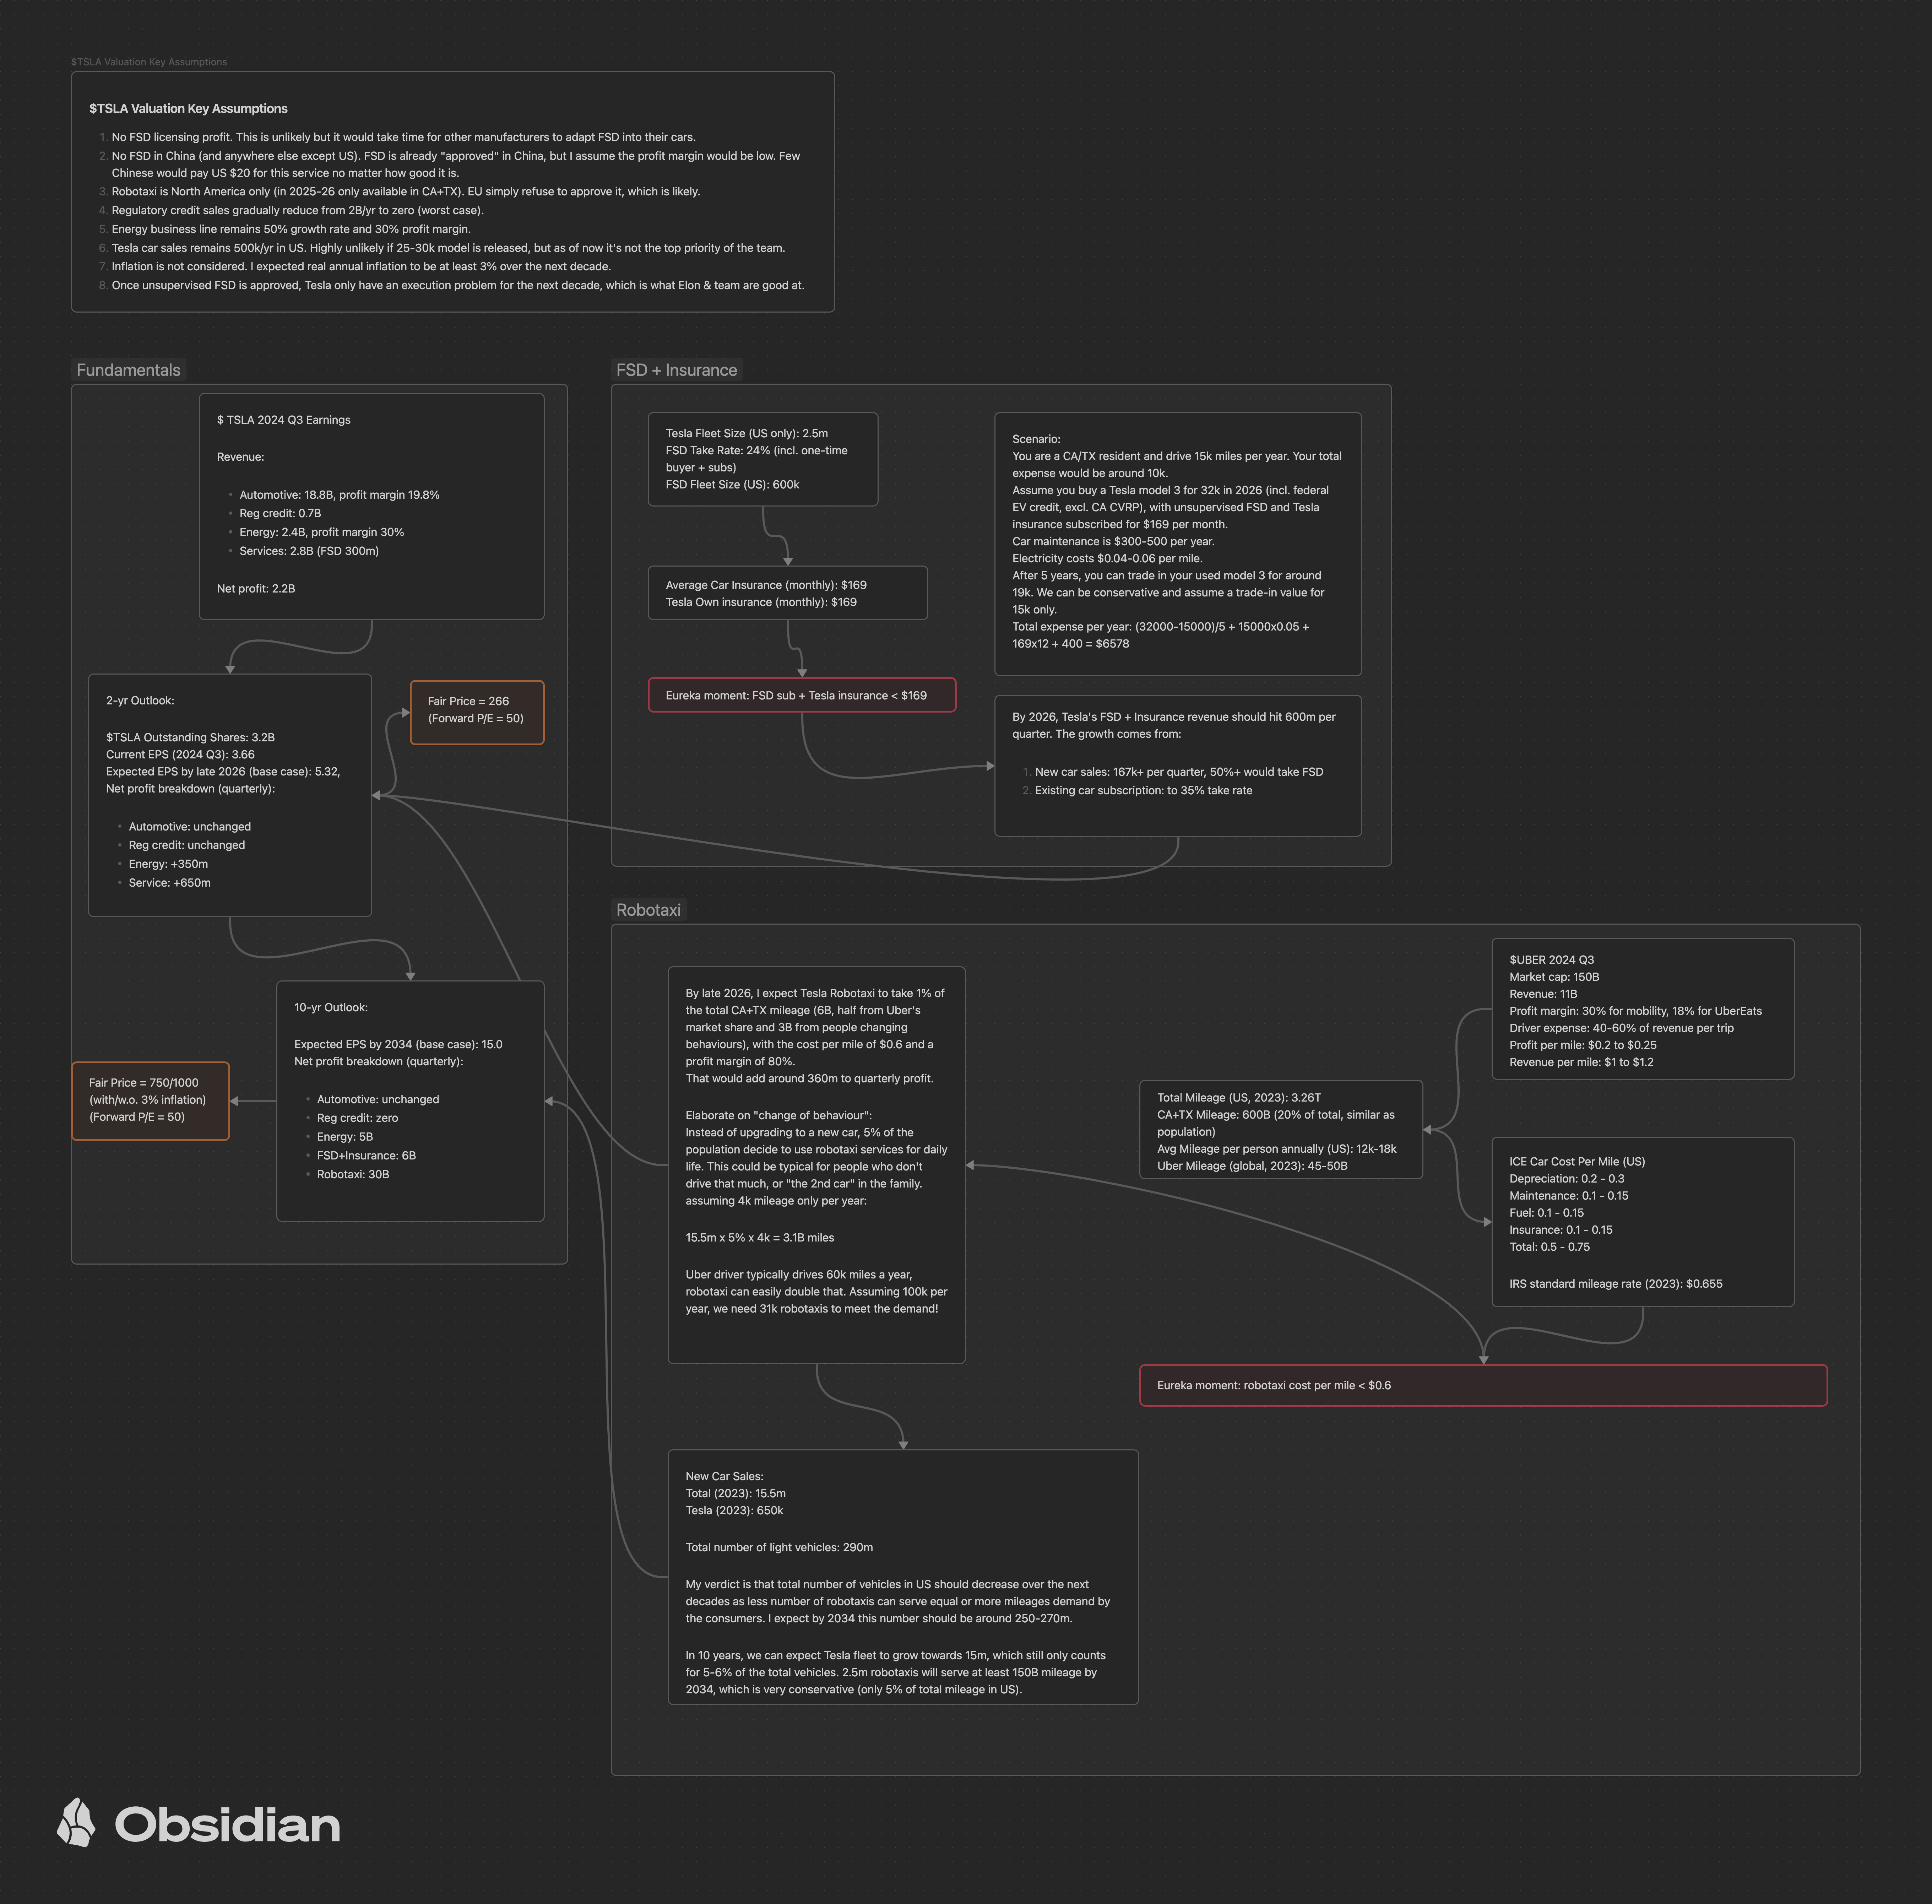 $TSLA Valuation Key Assumptions
$TSLA Valuation Key Assumptions
1. No FSD licensing profit. This is unlikely but it would take time for other manufacturers to adapt FSD into their cars.
2. No FSD in China (and anywhere else except US). FSD is already "approved" in China, but I assume the profit margin would be low. Few
Chinese would pay US $20 for this service no matter how good it is.
3. Robotaxi is North America only (in 2025-26 only available in CA+TX). EU simply refuse to approve it, which is likely.
4. Regulatory credit sales gradually reduce from 2B/yr to zero (worst case).
5. Energy business line remains 50% growth rate and 30% profit margin.
6. Tesla car sales remains 500k/yr in US. Highly unlikely if 25-30k model is released, but as of now it's not the top priority of the team.
7. Inflation is not considered. I expected real annual inflation to be at least 3% over the next decade.
8. Once unsupervised FSD is approved, Tesla only have an execution problem for the next decade, which is what Elon & team are good at.
Fundamentals
$ TSLA 2024 Q3 Earnings
Revenue:
• Automotive: 18.8B, profit margin 19.8%
• Reg credit: 0.7B
• Energy: 2.4B, profit margin 30%
• Services: 2.8B (FSD 300m)
Net profit: 2.2B
2-yr Outlook:
$TSLA Outstanding Shares: 3.2B
Current EPS (2024 Q3): 3.66
Expected EPS by late 2026 (base case): 5.32,
Net profit breakdown (quarterly):
• Automotive: unchanged
• Reg credit: unchanged
• Energy: +350m
• Service: +650m
Fair Price = 266
(Forward P/E = 50)
10-yr Outlook:
Expected EPS by 2034 (base case): 15.0
Net profit breakdown (quarterly):
• Automotive: unchanged
• Reg credit: zero
• Energy: 5B
• FSD+Insurance: 6B
• Robotaxi: 30B
Fair Price = 750/1000
(with/w.o. 3% inflation)
(Forward P/E = 50)
FSD + Insurance
Tesla Fleet Size (US only): 2.5m
FSD Take Rate: 24% (incl. one-time
buyer + subs)
FSD Fleet Size (US): 600k
Average Car Insurance (monthly): $169
Tesla Own insurance (monthly): $169
Eureka moment: FSD sub + Tesla insurance < $169
Scenario:
You are a CA/TX resident and drive 15k miles per year. Your total
expense would be around 10k.
Assume you buy a Tesla model 3 for 32k in 2026 (incl. federal
EV credit, excl. CA CVRP), with unsupervised FSD and Tesla
insurance subscribed for $169 per month.
Car maintenance is $300-500 per year.
Electricity costs $0.04-0.06 per mile.
After 5 years, you can trade in your used model 3 for around
19k. We can be conservative and assume a trade-in value for
15k only.
Total expense per year: (32000-15000)/5 + 15000x0.05 +
169x12 + 400 = $6578
By 2026, Tesla's FSD + Insurance revenue should hit 600m per
quarter. The growth comes from:
1. New car sales: 167k+ per quarter, 50%+ would take FSD
2. Existing car subscription: to 35% take rate
Robotaxi
By late 2026, I expect Tesla Robotaxi to take 1% of
the total CA+TX mileage (6B, half from Uber's
market share and 3B from people changing
behaviours), with the cost per mile of $0.6 and a
profit margin of 80%.
That would add around 360m to quarterly profit.
Elaborate on "change of behaviour":
Instead of upgrading to a new car, 5% of the
population decide to use robotaxi services for daily
life. This could be typical for people who don't
drive that much, or "the 2nd car" in the family.
assuming 4k mileage only per year:
15.5m x 5% x 4k = 3.1B miles
Uber driver typically drives 60k miles a year,
robotaxi can easily double that. Assuming 100k per
year, we need 31k robotaxis to meet the demand!
Total Mileage (US, 2023): 3.26T
CA+TX Mileage: 600B (20% of total, similar as
population)
Avg Mileage per person annually (US): 12k-18k
Uber Mileage (global, 2023): 45-50B
$UBER 2024 Q3
Market cap: 150B
Revenue: 11B
Profit margin: 30% for mobility, 18% for UberEats
Driver expense: 40-60% of revenue per trip
Profit per mile: $0.2 to $0.25
Revenue per mile: $1 to $1.2
ICE Car Cost Per Mile (US)
Depreciation: 0.2 - 0.3
Maintenance: 0.1 - 0.15
Fuel: 0.1 - 0.15
Insurance: 0.1 - 0.15
Total: 0.5 - 0.75
IRS standard mileage rate (2023): $0.655
Eureka moment: robotaxi cost per mile < $0.6
New Car Sales:
Total (2023): 15.5m
Tesla (2023): 650k
Total number of light vehicles: 290m
My verdict is that total number of vehicles in US should decrease over the next
decades as less number of robotaxis can serve equal or more mileages demand by
the consumers. I expect by 2034 this number should be around 250-270m.
In 10 years, we can expect Tesla fleet to grow towards 15m, which still only counts
for 5-6% of the total vehicles. 2.5m robotaxis will serve at least 150B mileage by
2034, which is very conservative (only 5% of total mileage in US).
Obsidian